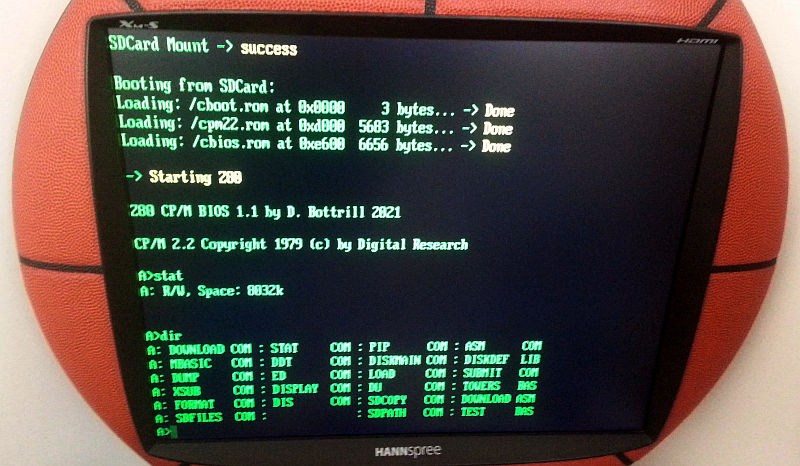 XM-S
HDMI
SDCard Mount -> success
Booting from SDCard:
Loading: /cboot.rom at 0x0000 3 bytes... -> Done
Loading: /cpm22.rom at 0xd000 5603 bytes... -> Done
Loading: /cbios.rom at 0xe600 6656 bytes... -> Done
-> Starting Z80
Z80 CP/M BIOS 1.1 by D. Bottrill 2021
CP/M 2.2 Copyright 1979 (c) by Digital Research
A>stat
A: R/W, Space: 8032k
A>dir
A: DOWNLOAD COM : STAT COM : PIP COM : ASM COM
A: MBASIC COM : DDT COM : DISKMAIN COM : DISKDEF LIB
A: DUMP COM : ED COM : LOAD COM : SUBMIT COM
A: XSUB COM : DISPLAY COM : DU COM : TOWERS BAS
A: FORMAT COM : DIS COM : SDCOPY COM : DOWNLOAD ASM
A: SDFILES COM : : SDPATH COM : TEST BAS
A>
HANNspree